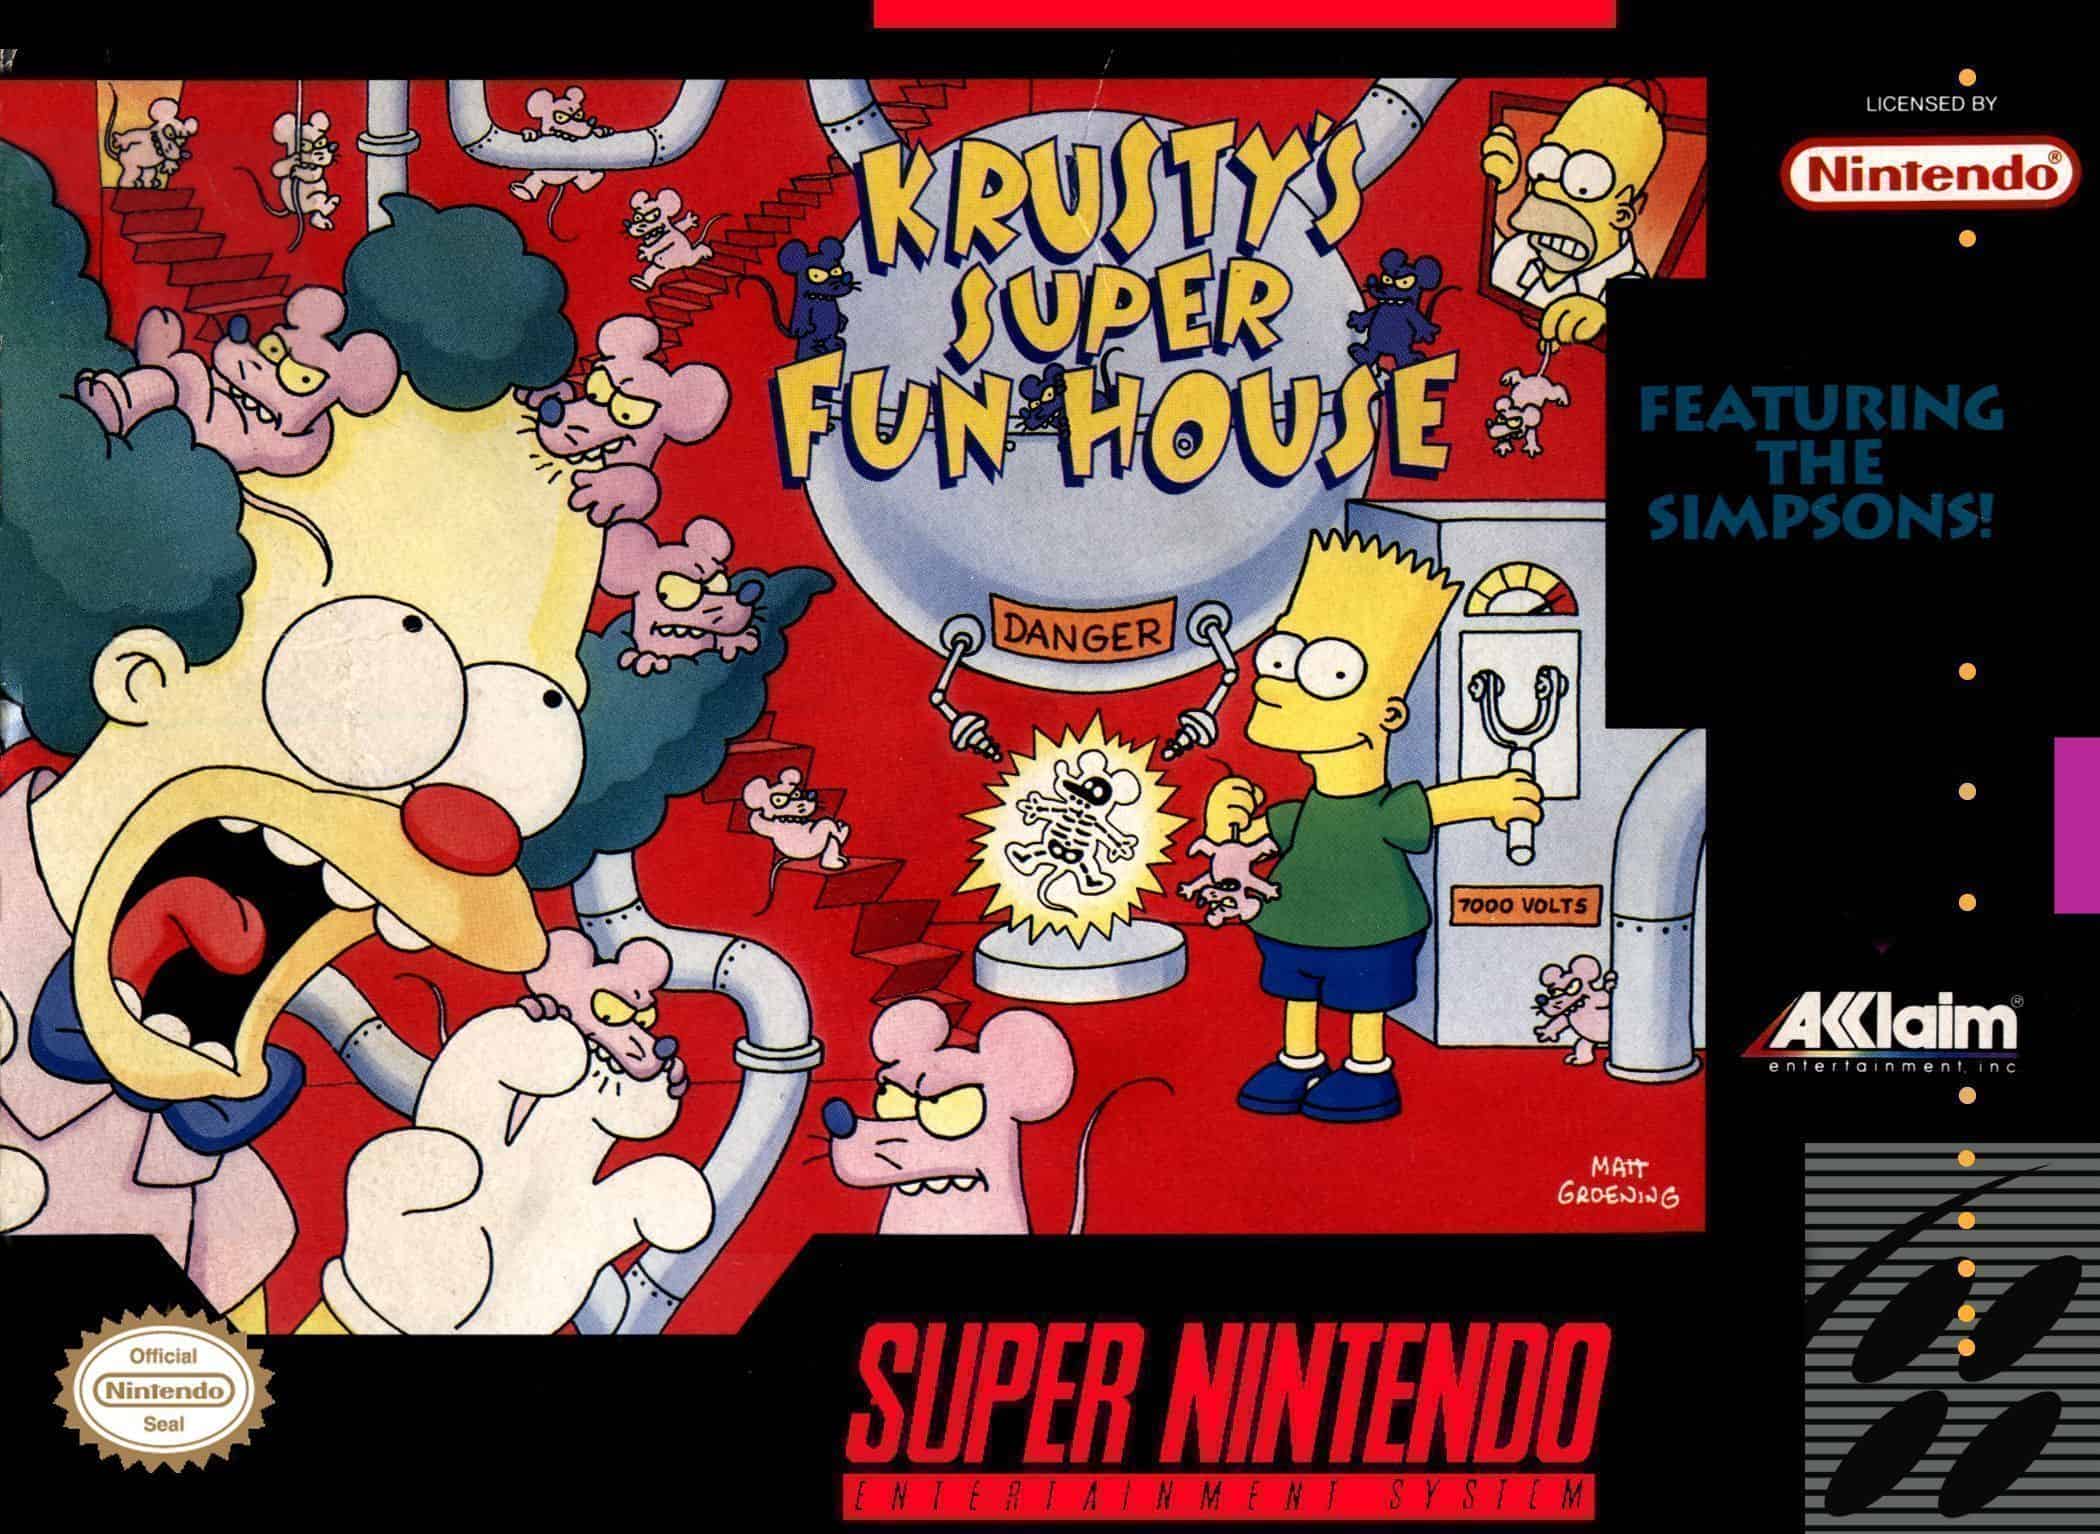 LICENSED BY
Nintendo®
KRUSTY'S
SUPER
FUN HOUSE
FEATURING
THE
SIMPSONS!
DANGER
7000 VOLTS
AKKlaim®
entertainment, inc.
MATT
GROENING
Official
Nintendo
Seal
SUPER NINTENDO
ENTERTAINMENT SYSTEM